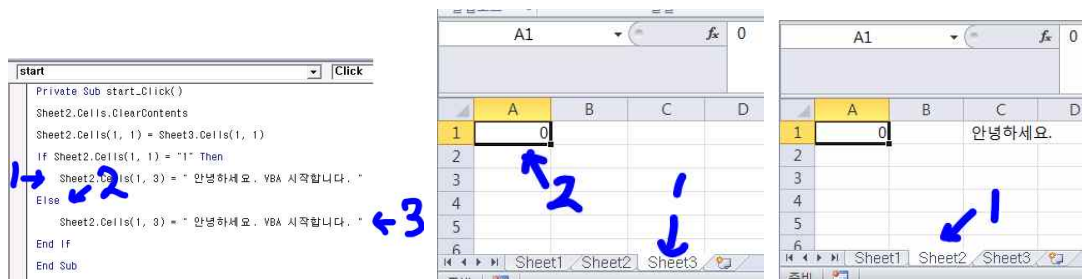 start Click
Private Sub start_Click()
Sheet2.Cells.ClearContents
Sheet2.Cells(1, 1) = Sheet3.Cells(1, 1)
If Sheet2.Cells(1, 1) = "1" Then
1 Sheet2.Cells(1, 3) = " 안녕하세요. VBA 시작합니다. "
Else 2
Sheet2.Cells(1, 3) = " 안녕하세요. VBA 시작합니다. " 3
End If
End Sub
A1 fx 0
A B C D
1 0
2
3
4
5
6
2
1
Sheet1 Sheet2 Sheet3
A1 fx 0
A B C D
1 0 안녕하세요.
2
3
4
5
6
1
Sheet1 Sheet2 Sheet3